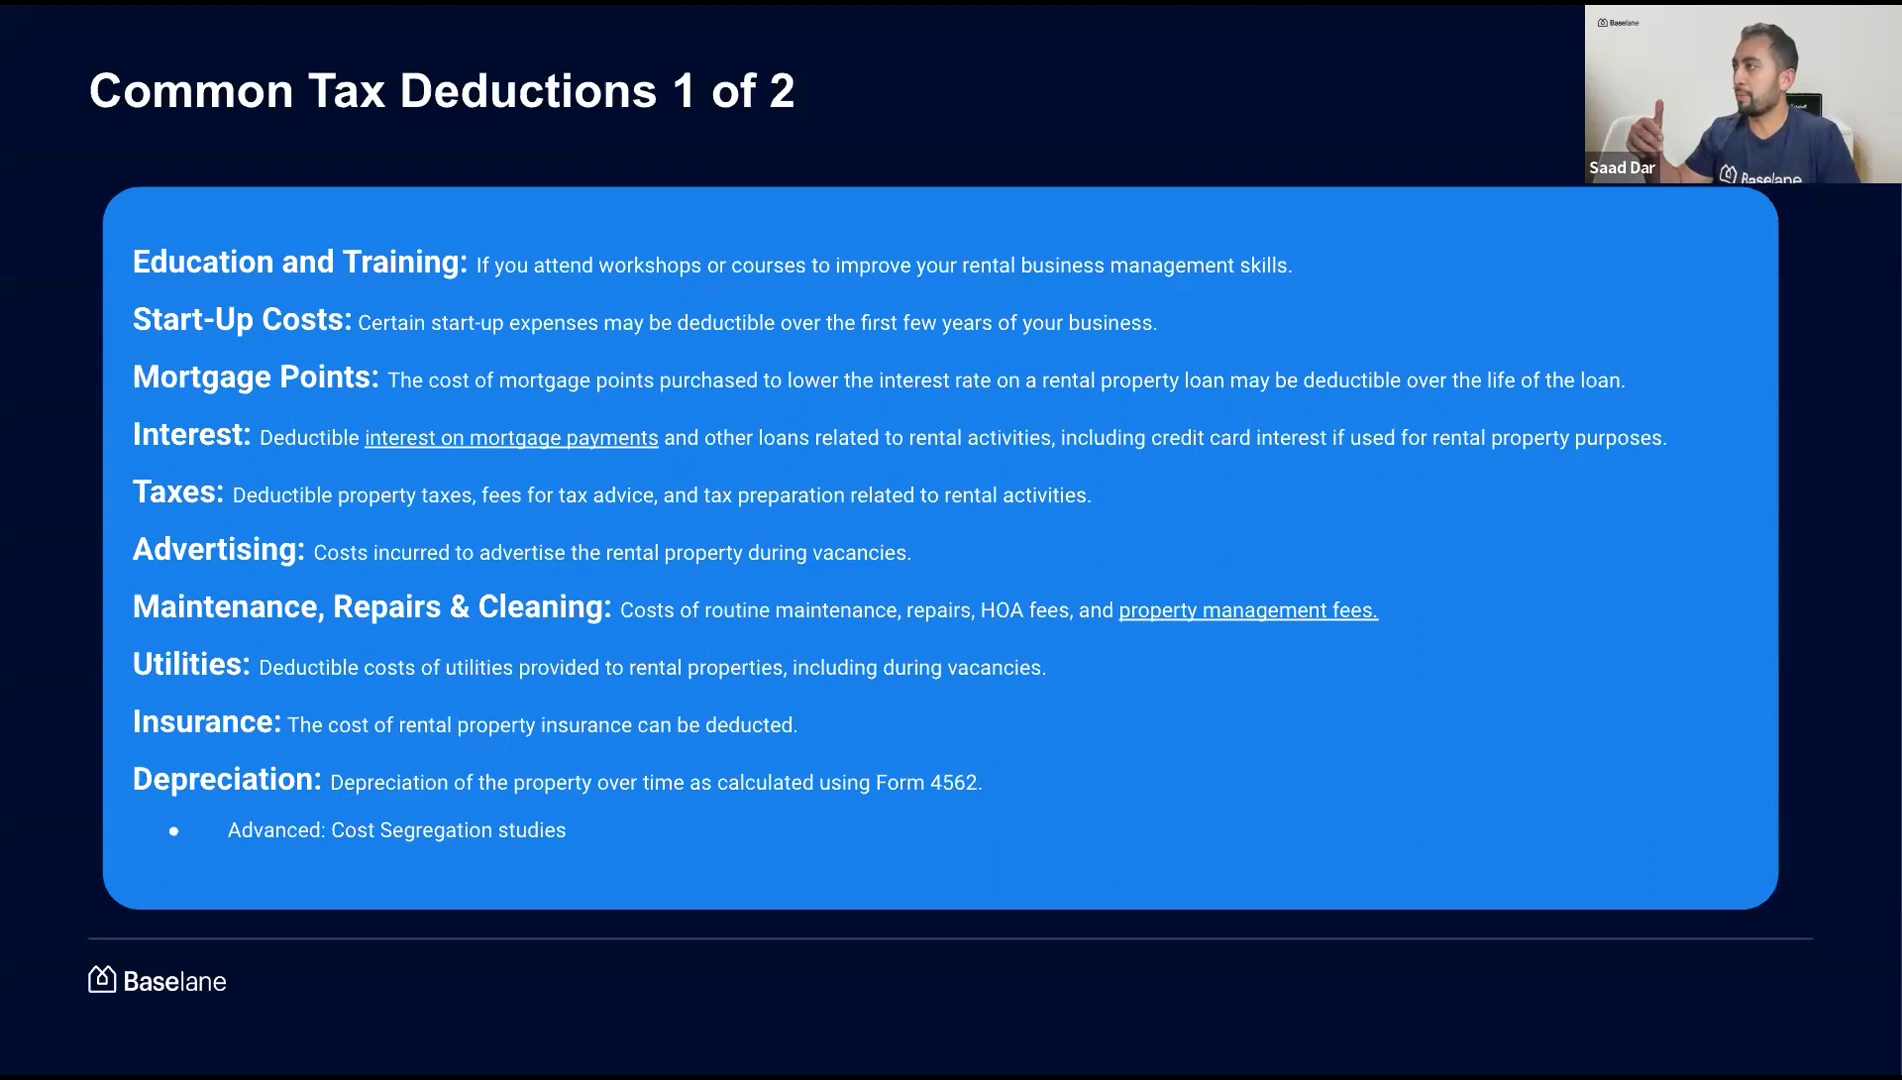 Common Tax Deductions 1 of 2
Baselane
Saad Dar
Baselane
Education and Training: If you attend workshops or courses to improve your rental business management skills.
Start-Up Costs: Certain start-up expenses may be deductible over the first few years of your business.
Mortgage Points: The cost of mortgage points purchased to lower the interest rate on a rental property loan may be deductible over the life of the loan.
Interest: Deductible interest on mortgage payments and other loans related to rental activities, including credit card interest if used for rental property purposes.
Taxes: Deductible property taxes, fees for tax advice, and tax preparation related to rental activities.
Advertising: Costs incurred to advertise the rental property during vacancies.
Maintenance, Repairs & Cleaning: Costs of routine maintenance, repairs, HOA fees, and property management fees.
Utilities: Deductible costs of utilities provided to rental properties, including during vacancies.
Insurance: The cost of rental property insurance can be deducted.
Depreciation: Depreciation of the property over time as calculated using Form 4562.
● Advanced: Cost Segregation studies
Baselane